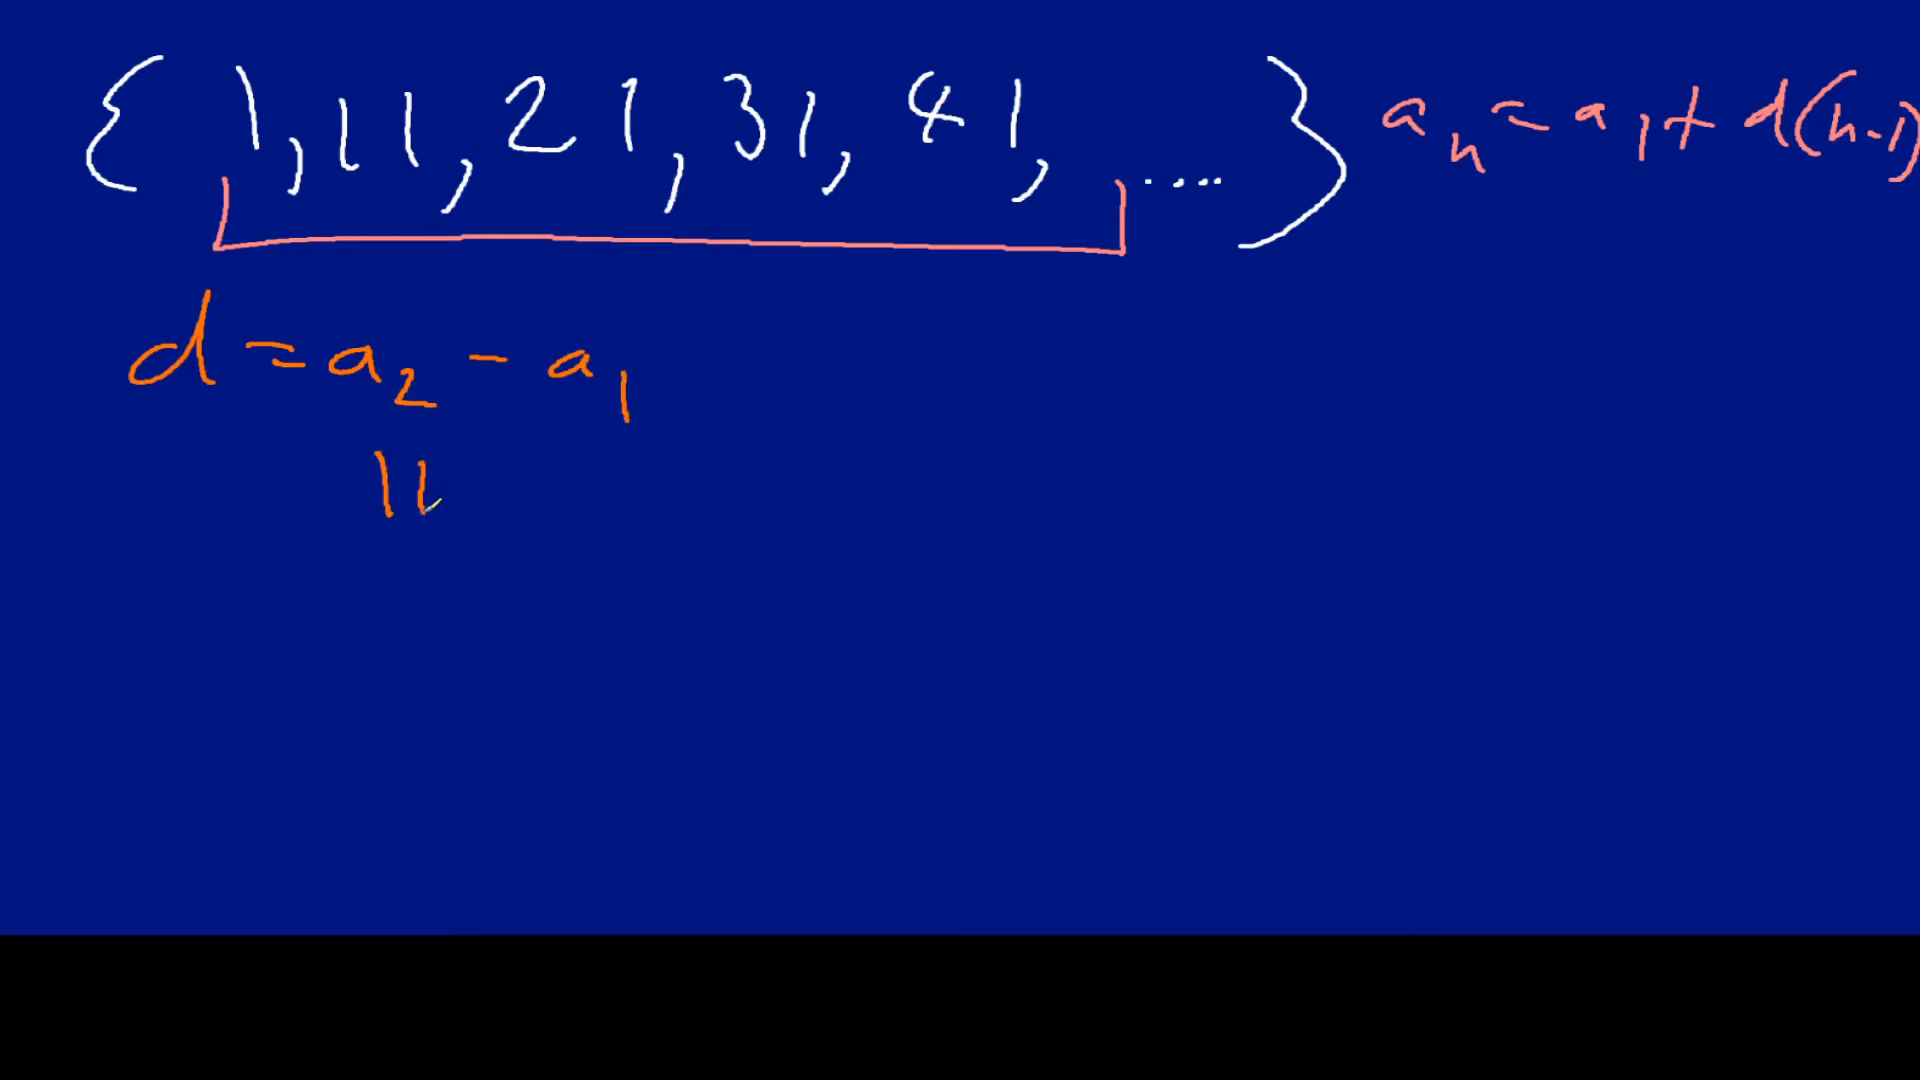 { 1, 11, 21, 31, 41, ..... } aₙ = a₁ + d(n-1)
d = a₂ - a₁
11